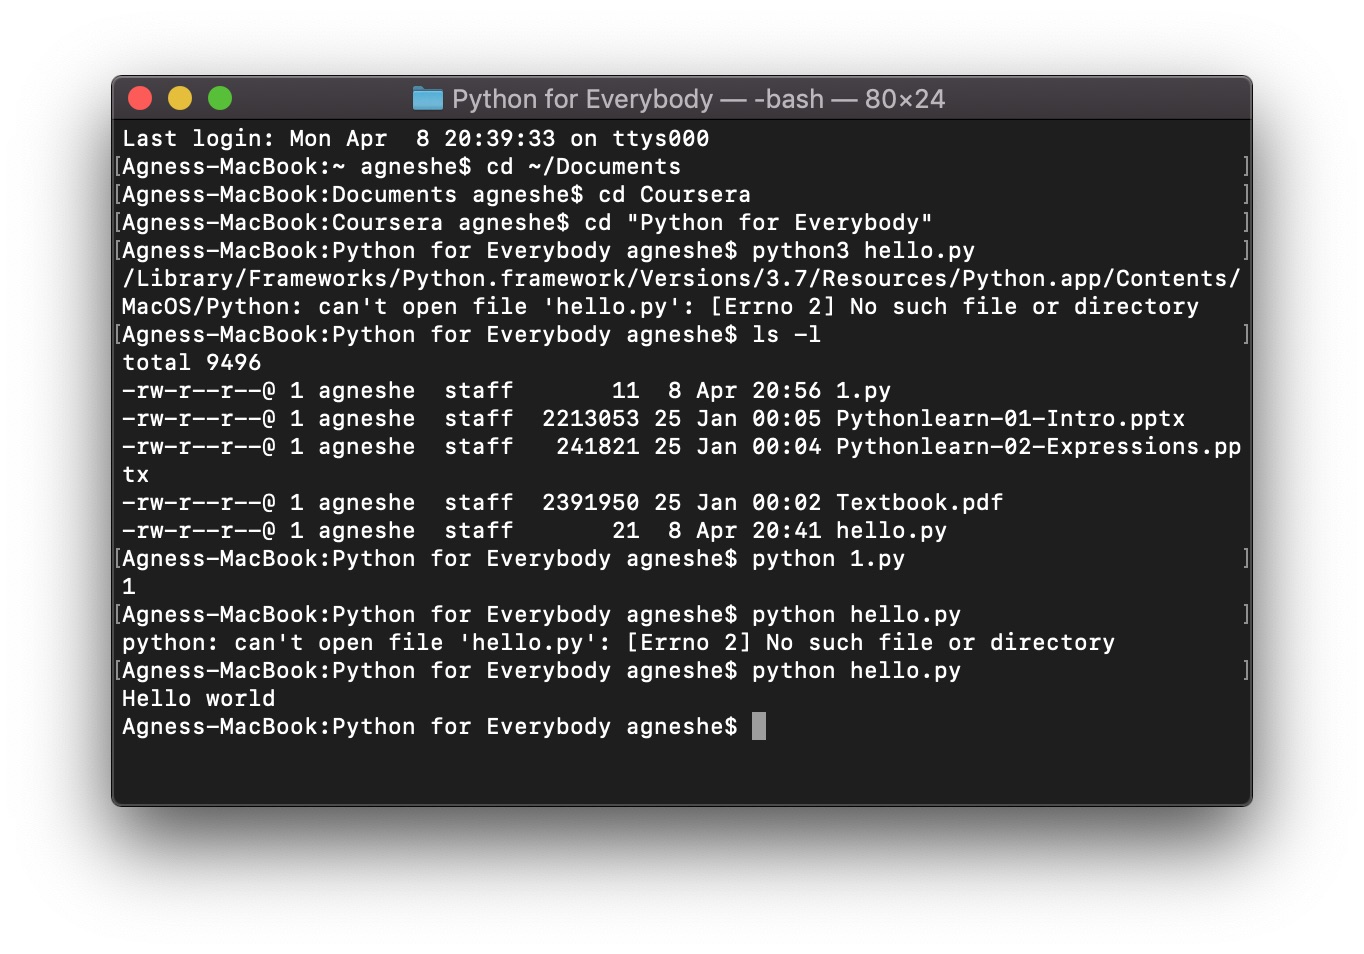 Python for Everybody — -bash — 80×24
Last login: Mon Apr  8 20:39:33 on ttys000
[Agness-MacBook:~ agneshe$ cd ~/Documents                                        ]
[Agness-MacBook:Documents agneshe$ cd Coursera                                   ]
[Agness-MacBook:Coursera agneshe$ cd "Python for Everybody"                      ]
[Agness-MacBook:Python for Everybody agneshe$ python3 hello.py                   ]
/Library/Frameworks/Python.framework/Versions/3.7/Resources/Python.app/Contents/
MacOS/Python: can't open file 'hello.py': [Errno 2] No such file or directory
[Agness-MacBook:Python for Everybody agneshe$ ls -l                              ]
total 9496
-rw-r--r--@ 1 agneshe  staff       11  8 Apr 20:56 1.py
-rw-r--r--@ 1 agneshe  staff  2213053 25 Jan 00:05 Pythonlearn-01-Intro.pptx
-rw-r--r--@ 1 agneshe  staff   241821 25 Jan 00:04 Pythonlearn-02-Expressions.pp
tx
-rw-r--r--@ 1 agneshe  staff  2391950 25 Jan 00:02 Textbook.pdf
-rw-r--r--@ 1 agneshe  staff       21  8 Apr 20:41 hello.py
[Agness-MacBook:Python for Everybody agneshe$ python 1.py                        ]
1
[Agness-MacBook:Python for Everybody agneshe$ python hello.py                    ]
python: can't open file 'hello.py': [Errno 2] No such file or directory
[Agness-MacBook:Python for Everybody agneshe$ python hello.py                    ]
Hello world
Agness-MacBook:Python for Everybody agneshe$